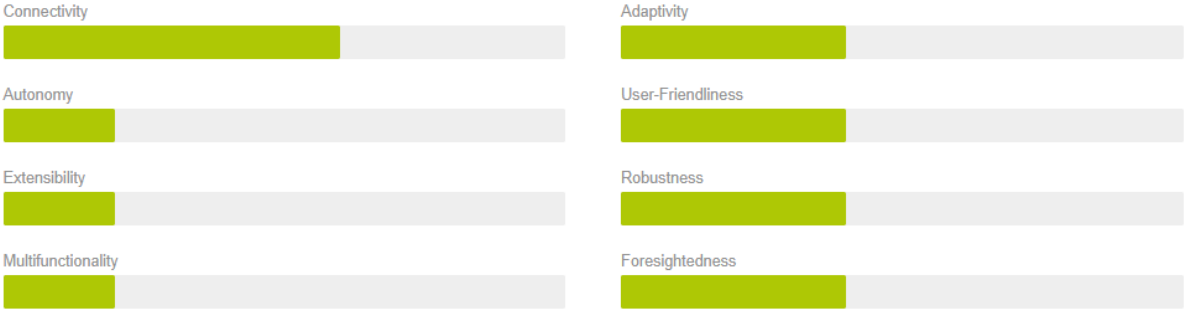 Connectivity
Adaptivity
Autonomy
User-Friendliness
Extensibility
Robustness
Multifunctionality
Foresightedness